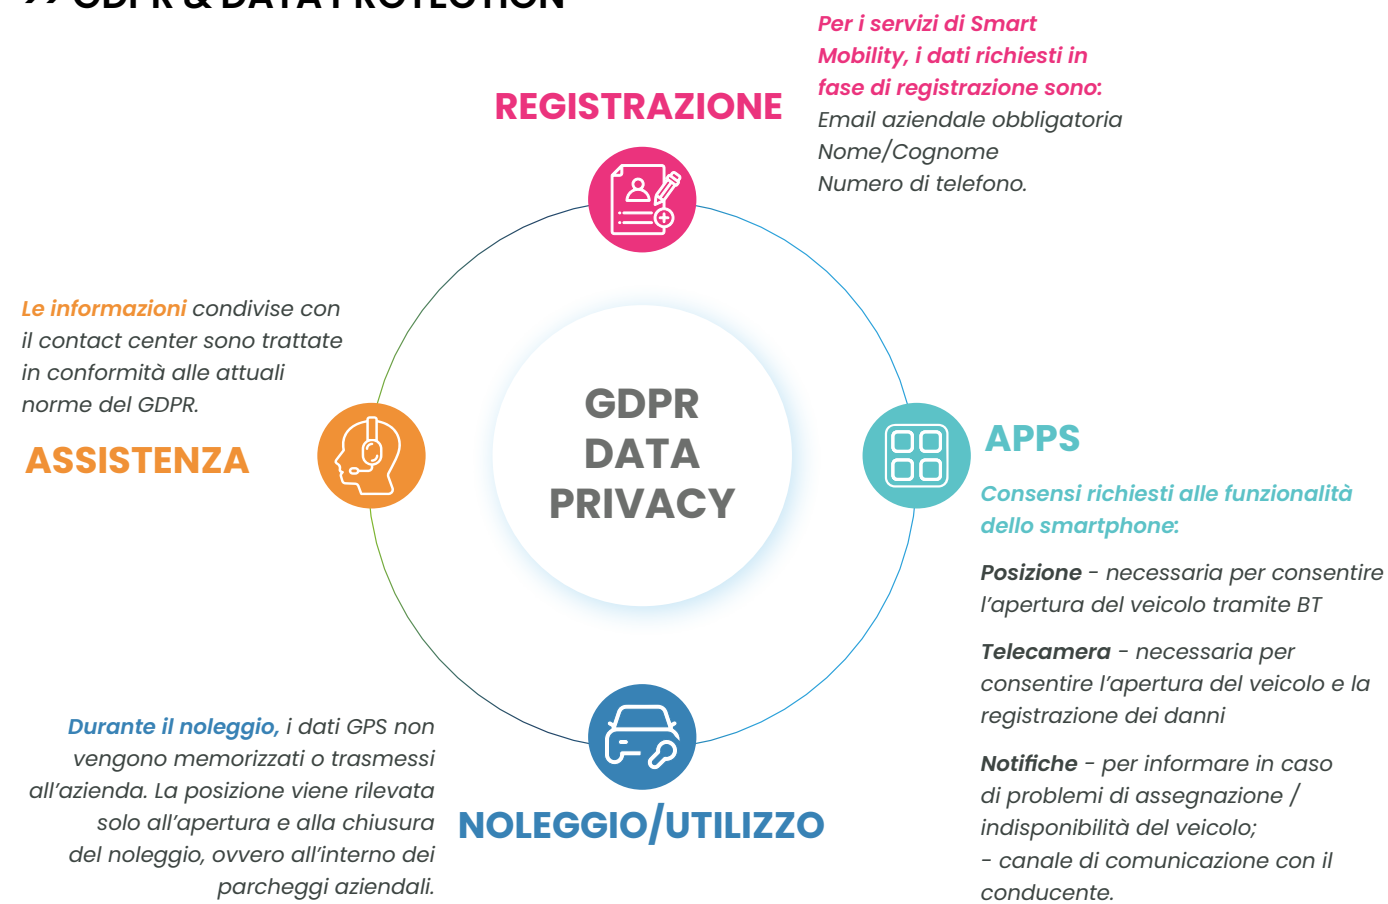 >> GDPR & DATA PROTECTION
REGISTRAZIONE
Per i servizi di Smart
Mobility, i dati richiesti in
fase di registrazione sono:
Email aziendale obbligatoria
Nome/Cognome
Numero di telefono.
Le informazioni condivise con
il contact center sono trattate
in conformità alle attuali
norme del GDPR.
ASSISTENZA
GDPR
DATA
PRIVACY
APPS
Consensi richiesti alle funzionalità
dello smartphone:
Posizione - necessaria per consentire
l’apertura del veicolo tramite BT
Telecamera - necessaria per
consentire l’apertura del veicolo e la
registrazione dei danni
Notifiche - per informare in caso
di problemi di assegnazione /
indisponibilità del veicolo;
- canale di comunicazione con il
conducente.
Durante il noleggio, i dati GPS non
vengono memorizzati o trasmessi
all’azienda. La posizione viene rilevata
solo all’apertura e alla chiusura
del noleggio, ovvero all’interno dei
parcheggi aziendali.
NOLEGGIO/UTILIZZO